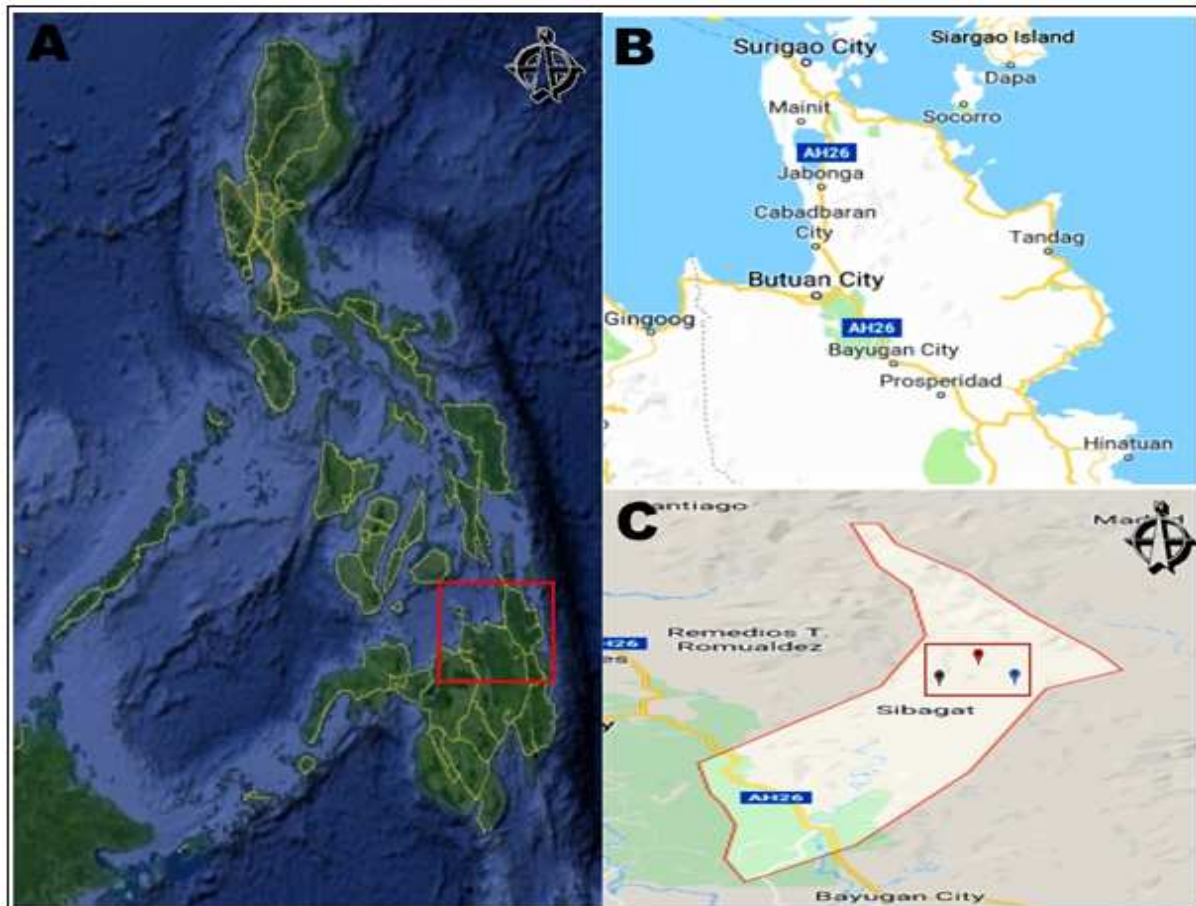 A
B
Surigao City
Siargao Island
Dapa
Mainit
Socorro
AH26
Jabonga
Cabadbaran
City
Tandag
Butuan City
Gingoog
AH26
Bayugan City
Prosperidad
Hinatuan
C
antiago
H26
es
Remedios T.
Romualdez
Sibagat
y
AH26
Bayugan City